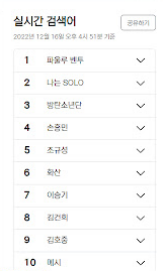 실시간 검색어
공유하기
2022년 12월 16일 오후 4시 51분 기준
1 파울루 벤투
2 나는 SOLO
3 방탄소년단
4 손흥민
5 조규성
6 화산
7 이승기
8 김건희
9 김호중
10 메시